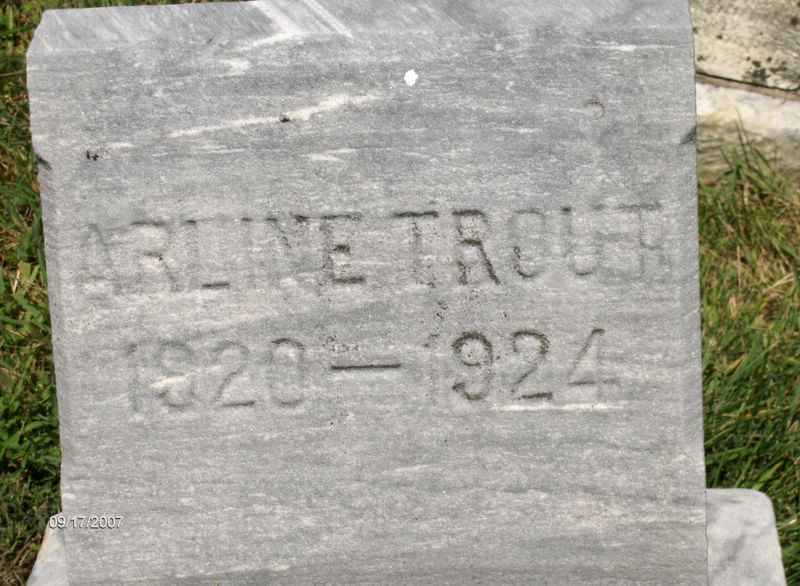 ARLINE TROUT
1920 — 1924
09/17/2007